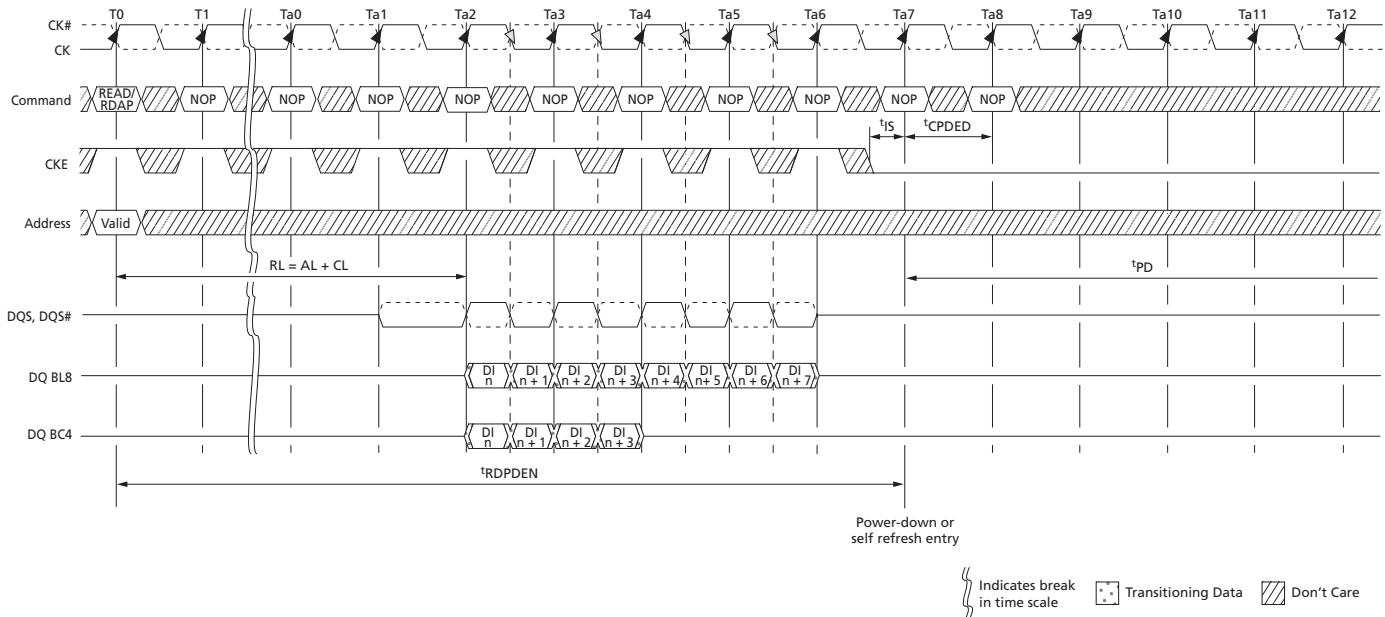 T0 T1 Ta0 Ta1 Ta2 Ta3 Ta4 Ta5 Ta6 Ta7 Ta8 Ta9 Ta10 Ta11 Ta12
CK#
CK
Command READ/ RDAP NOP NOP NOP NOP NOP NOP NOP NOP NOP NOP
tIS tCPDED
CKE
Address Valid
RL = AL + CL
tPD
DQS, DQS#
DQ BL8 DI n DI n + 1 DI n + 2 DI n + 3 DI n + 4 DI n + 5 DI n + 6 DI n + 7
DQ BC4 DI n DI n + 1 DI n + 2 DI n + 3
tRDPDEN
Power-down or
self refresh entry
Indicates break
in time scale
Transitioning Data
Don't Care